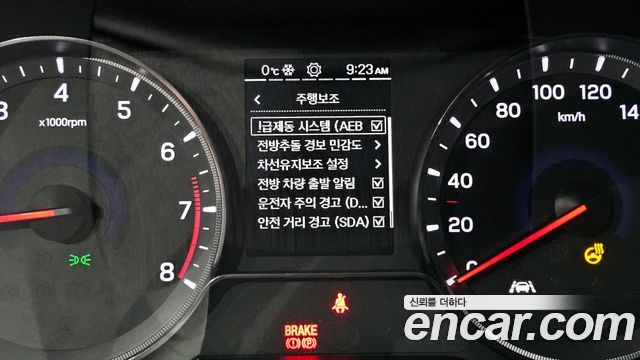 0℃ 9:23AM
< 주행보조
!급제동 시스템 (AEB
전방추돌 경보 민감도 >
차선유지보조 설정 >
전방 차량 출발 알림
운전자 주의 경고 (D...
안전 거리 경고 (SDA)
3 4 5 6 7 8
x1000rpm
0 20 40 60 80 100 120 14
km/h
BRAKE
(!) (P)
신뢰를 더하다
encar.com